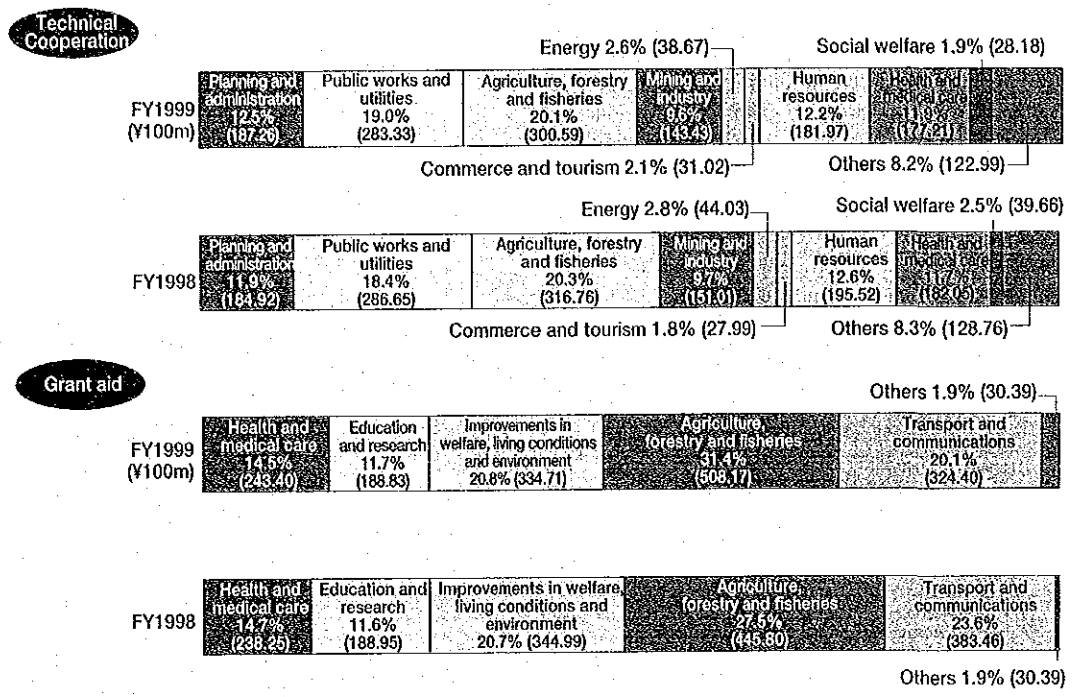 Technical
Cooperation
Energy 2.6% (38.67)
Social welfare 1.9% (28.18)
FY1999
(¥100m)
Planning and
administration
12.5%
(187.26)
Public works and
utilities
19.0%
(283.33)
Agriculture, forestry
and fisheries
20.1%
(300.59)
Mining and
industry
9.6%
(143.43)
Human
resources
12.2%
(181.97)
Health and
medical care
11.9%
(177.21)
Commerce and tourism 2.1% (31.02)
Others 8.2% (122.99)
Energy 2.8% (44.03)
Social welfare 2.5% (39.66)
FY1998
Planning and
administration
11.9%
(184.92)
Public works and
utilities
18.4%
(286.65)
Agriculture, forestry
and fisheries
20.3%
(316.76)
Mining and
industry
9.7%
(151.01)
Human
resources
12.6%
(195.52)
Health and
medical care
11.7%
(182.05)
Commerce and tourism 1.8% (27.99)
Others 8.3% (128.76)
Grant aid
Others 1.9% (30.39)
FY1999
(¥100m)
Health and
medical care
14.5%
(243.40)
Education
and research
11.7%
(188.83)
Improvements in
welfare, living conditions
and environment
20.8% (334.71)
Agriculture,
forestry and fisheries
31.4%
(508.17)
Transport and
communications
20.1%
(324.40)
FY1998
Health and
medical care
14.7%
(238.25)
Education and
research
11.6%
(188.95)
Improvements in welfare,
living conditions and
environment
20.7% (344.99)
Agriculture,
forestry and fisheries
27.5%
(445.80)
Transport and
communications
23.6%
(383.46)
Others 1.9% (30.39)